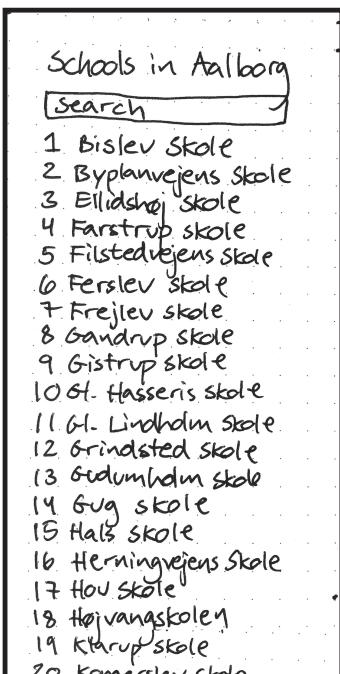 Schools in Aalborg
search
1 Bislev skole
2 Byplanvejens skole
3 Ellidshøj skole
4 Farstrup skole
5 Filstedvejens skole
6 Ferslev skole
7 Frejlev skole
8 Gandrup skole
9 Gistrup skole
10 Gl. Hasseris skole
11 Gl. Lindholm skole
12 Grindsted skole
13 Gudumholm skole
14 Gug skole
15 Hals skole
16 Herningvejens skole
17 Hou skole
18 Højvangskolen
19 Klarup skole
20 skole